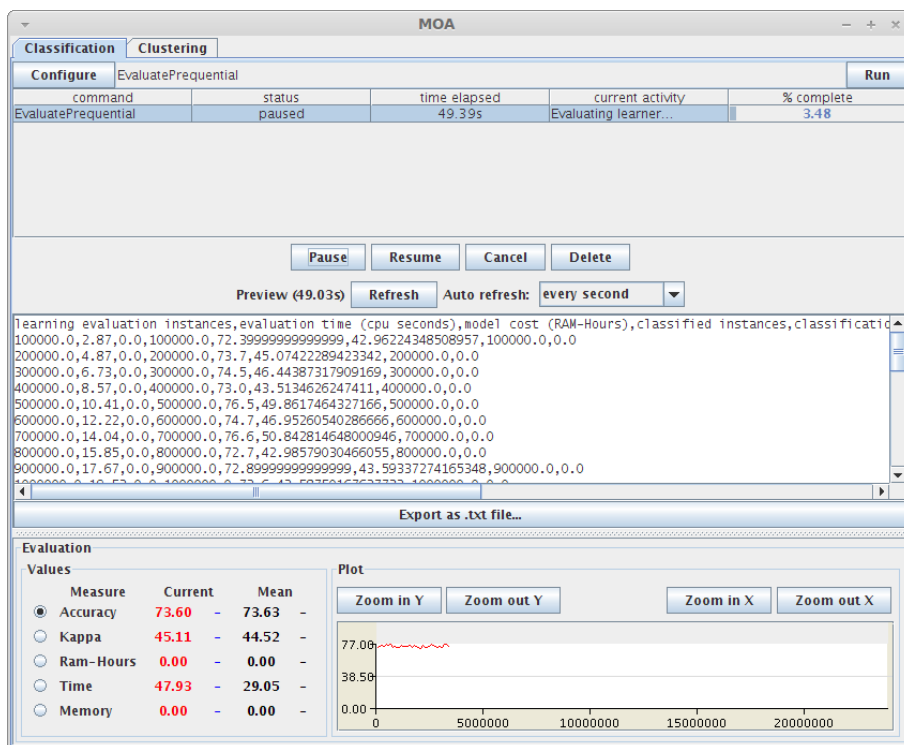 MOA
Classification Clustering
Configure EvaluatePrequential Run
command status time elapsed current activity % complete
EvaluatePrequential paused 49.39s Evaluating learner... 3.48
Pause Resume Cancel Delete
Preview (49.03s) Refresh Auto refresh: every second
learning evaluation instances,evaluation time (cpu seconds),model cost (RAM-Hours),classified instances,classificatio
100000.0,2.87,0.0,100000.0,72.39999999999999,42.96224348508957,100000.0,0.0
200000.0,4.87,0.0,200000.0,73.7,45.07422289423342,200000.0,0.0
300000.0,6.73,0.0,300000.0,74.5,46.44387317909169,300000.0,0.0
400000.0,8.57,0.0,400000.0,73.0,43.5134626247411,400000.0,0.0
500000.0,10.41,0.0,500000.0,76.5,49.8617464327166,500000.0,0.0
600000.0,12.22,0.0,600000.0,74.7,46.95260540286666,600000.0,0.0
700000.0,14.04,0.0,700000.0,76.6,50.842814648000946,700000.0,0.0
800000.0,15.85,0.0,800000.0,72.7,42.98579030466055,800000.0,0.0
900000.0,17.67,0.0,900000.0,72.89999999999999,43.59337274165348,900000.0,0.0
Export as .txt file...
Evaluation
Values Plot
Measure Current Mean
Zoom in Y Zoom out Y Zoom in X Zoom out X
Accuracy 73.60 - 73.63 -
Kappa 45.11 - 44.52 -
Ram-Hours 0.00 - 0.00 -
Time 47.93 - 29.05 -
Memory 0.00 - 0.00 -
77.00
38.50
0.00
0 5000000 10000000 15000000 20000000